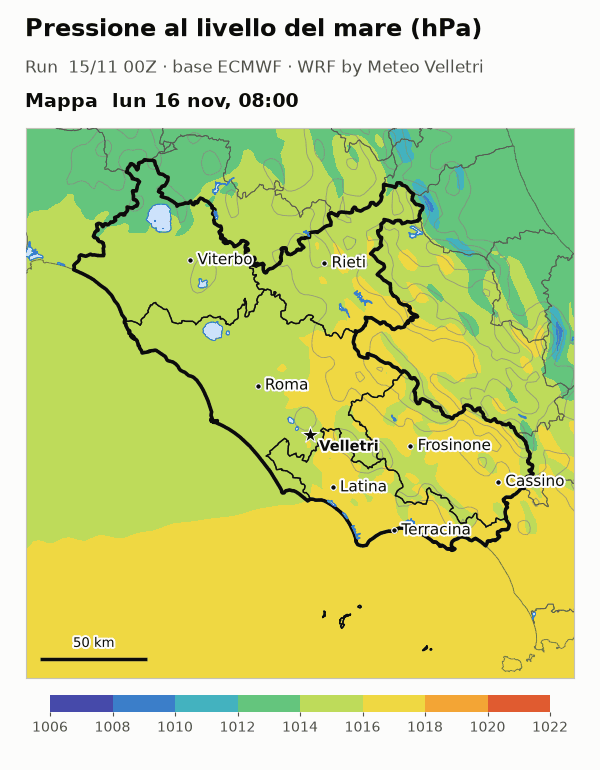 Pressione al livello del mare (hPa)
Run  15/11 00Z · base ECMWF · WRF by Meteo Velletri
Mappa  lun 16 nov, 08:00
Viterbo
Rieti
Roma
Velletri
Frosinone
Latina
Cassino
Terracina
50 km
1006 1008 1010 1012 1014 1016 1018 1020 1022